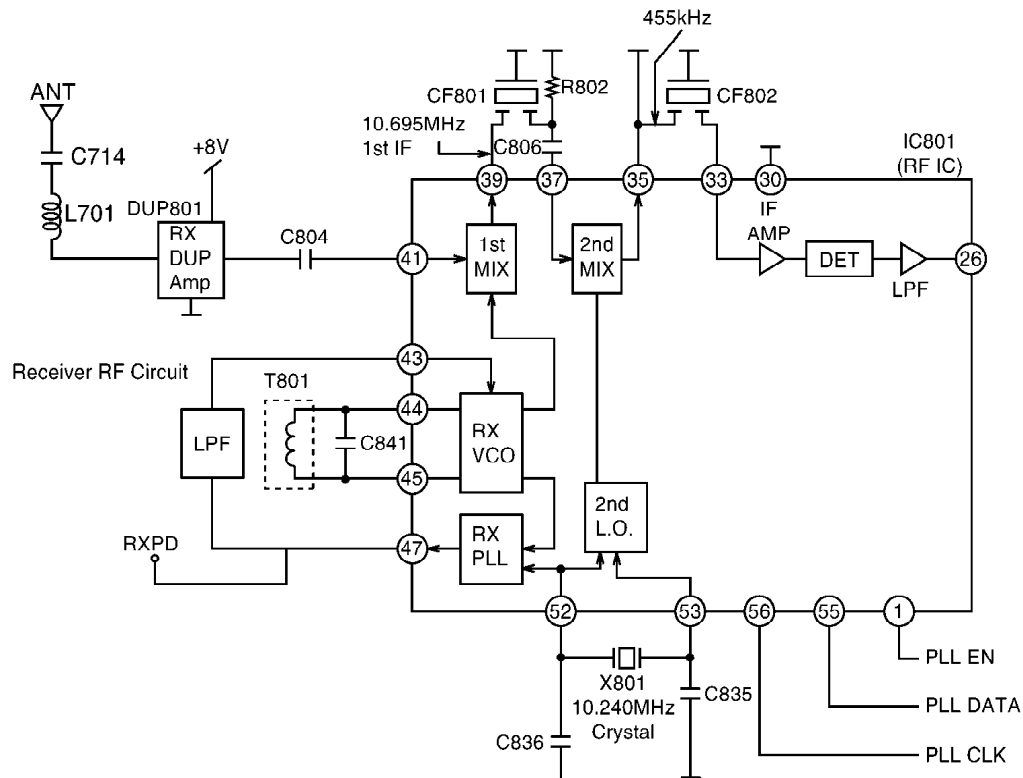 455kHz
ANT
CF801
R802
CF802
C714
+8V
10.695MHz
1st IF
C806
IC801
(RF IC)
39
37
35
33
30
IF
L701
DUP801
RX
DUP
Amp
C804
41
1st
MIX
2nd
MIX
AMP
DET
LPF
26
Receiver RF Circuit
43
T801
44
LPF
C841
RX
VCO
45
2nd
L.O.
RXPD
47
RX
PLL
52
53
56
55
1
PLL EN
X801
10.240MHz
Crystal
C835
PLL DATA
C836
PLL CLK